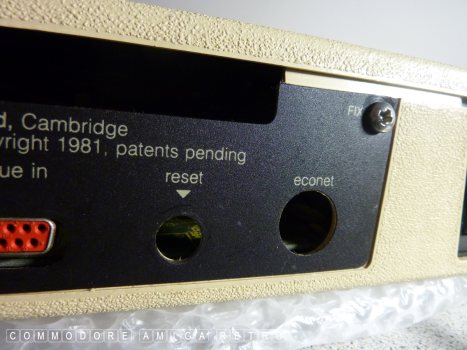 d, Cambridge
yright 1981, patents pending
ue in
reset
econet
FIX
COMMODORE AMIGA RETRO